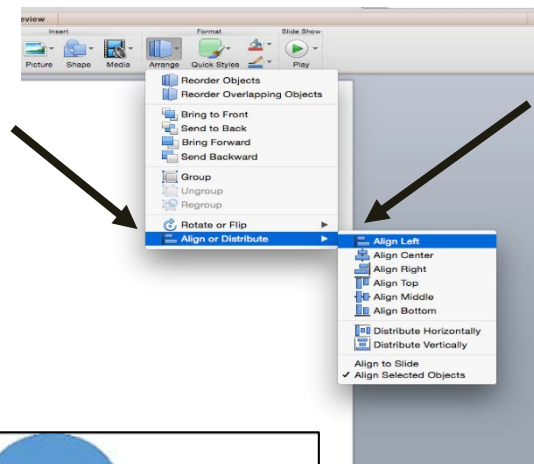 Insert Format Slide Show
Picture Shape Media Arrange Quick Styles Play
Reorder Objects
Reorder Overlapping Objects
Bring to Front
Send to Back
Bring Forward
Send Backward
Group
Ungroup
Regroup
Rotate or Flip
Align or Distribute
Align Left
Align Center
Align Right
Align Top
Align Middle
Align Bottom
Distribute Horizontally
Distribute Vertically
Align to Slide
Align Selected Objects